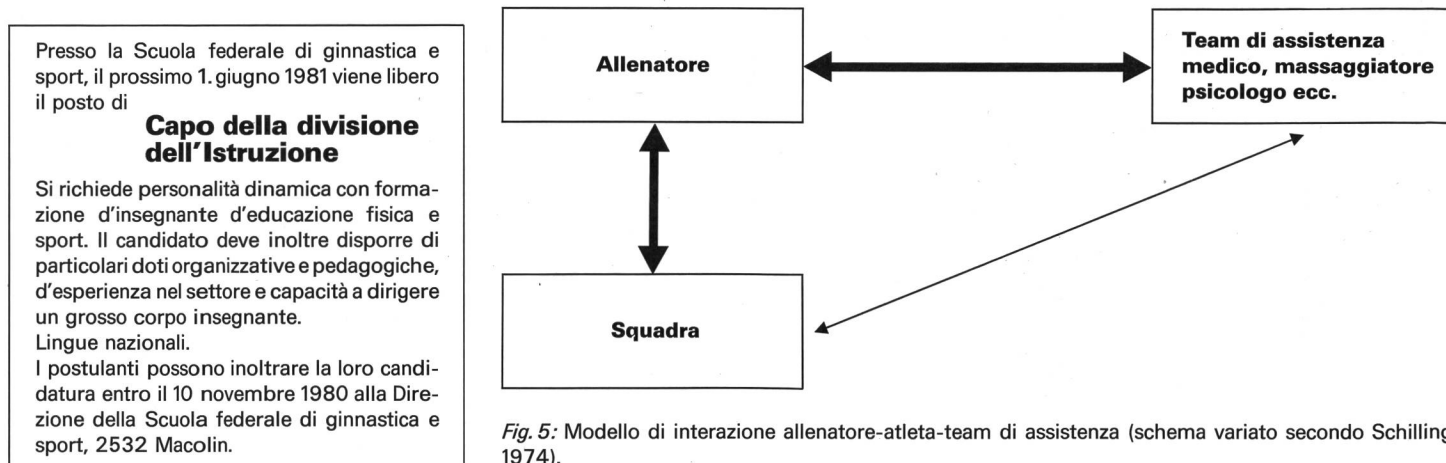 Presso la Scuola federale di ginnastica e
sport, il prossimo 1. giugno 1981 viene libero
il posto di
Capo della divisione
dell'Istruzione
Si richiede personalità dinamica con forma-
zione d'insegnante d'educazione fisica e
sport. Il candidato deve inoltre disporre di
particolari doti organizzative e pedagogiche,
d'esperienza nel settore e capacità a dirigere
un grosso corpo insegnante.
Lingue nazionali.
I postulanti possono inoltrare la loro candi-
datura entro il 10 novembre 1980 alla Dire-
zione della Scuola federale di ginnastica e
sport, 2532 Macolin.
Allenatore
Team di assistenza
medico, massaggiatore
psicologo ecc.
Squadra
Fig. 5: Modello di interazione allenatore-atleta-team di assistenza (schema variato secondo Schilling
1974).